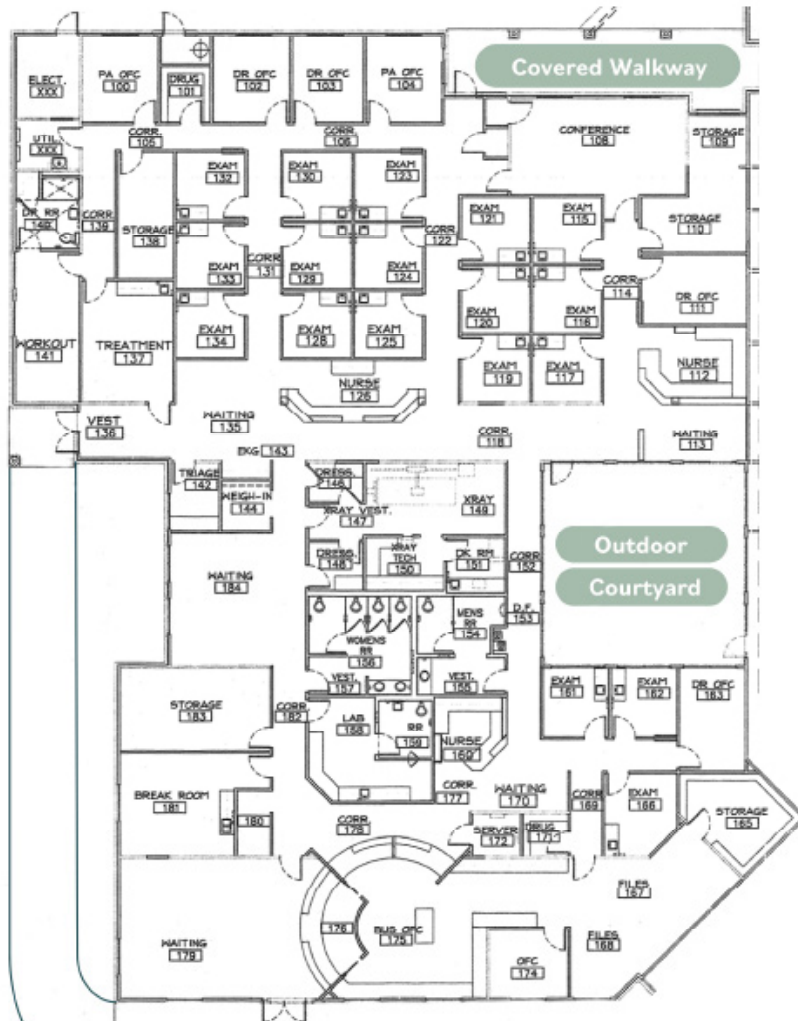 Covered Walkway
ELECT.
XXX
PA OFC
100
DRUG
101
DR OFC
102
DR OFC
103
PA OFC
104
CORR.
105
CORR.
106
CONFERENCE
108
STORAGE
109
UTIL
XXX
EXAM
132
EXAM
130
EXAM
123
DR RR
140
CORR.
139
STORAGE
138
EXAM
121
EXAM
115
STORAGE
110
CORR.
122
EXAM
133
CORR.
131
EXAM
129
EXAM
124
CORR.
114
DR OFC
111
EXAM
120
EXAM
116
WORKOUT
141
TREATMENT
137
EXAM
134
EXAM
128
EXAM
125
EXAM
119
EXAM
117
NURSE
112
NURSE
126
VEST.
136
WAITING
135
CORR.
118
WAITING
113
EKG 143
TRIAGE
142
WEIGH-IN
144
DRESS.
146
XRAY VEST.
147
XRAY
149
DRESS.
148
XRAY
TECH
150
DK RM
151
CORR.
152
Outdoor
Courtyard
WAITING
184
D.F.
153
WOMENS
RR
156
MENS
RR
154
VEST.
157
VEST.
155
EXAM
161
EXAM
162
DR OFC
163
STORAGE
183
CORR.
182
LAB
158
RR
159
NURSE
160
BREAK ROOM
181
180
CORR.
177
WAITING
170
CORR.
169
EXAM
166
STORAGE
165
CORR.
178
SERVER
172
DRUG
171
FILES
167
WAITING
179
176
BUS OFC
175
FILES
168
OFC
174